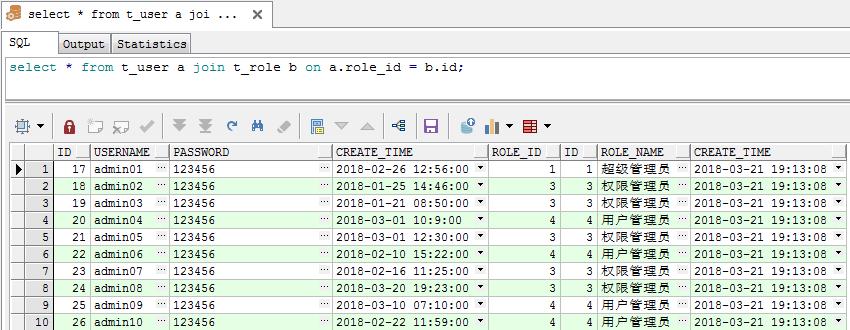 select * from t_user a joi ...
SQL Output Statistics
select * from t_user a join t_role b on a.role_id = b.id;
ID USERNAME PASSWORD CREATE_TIME ROLE_ID ID ROLE_NAME CREATE_TIME
1 17 admin01 ... 123456 ... 2018-02-26 12:56:00 1 1 超级管理员 ... 2018-03-21 19:13:08
2 18 admin02 ... 123456 ... 2018-01-25 14:46:00 3 3 权限管理员 ... 2018-03-21 19:13:08
3 19 admin03 ... 123456 ... 2018-01-21 08:50:00 3 3 权限管理员 ... 2018-03-21 19:13:08
4 20 admin04 ... 123456 ... 2018-03-01 10:9:00 4 4 用户管理员 ... 2018-03-21 19:13:08
5 21 admin05 ... 123456 ... 2018-03-01 12:30:00 3 3 权限管理员 ... 2018-03-21 19:13:08
6 22 admin06 ... 123456 ... 2018-02-10 15:22:00 4 4 用户管理员 ... 2018-03-21 19:13:08
7 23 admin07 ... 123456 ... 2018-02-16 11:25:00 3 3 权限管理员 ... 2018-03-21 19:13:08
8 24 admin08 ... 123456 ... 2018-03-20 19:23:00 3 3 权限管理员 ... 2018-03-21 19:13:08
9 25 admin09 ... 123456 ... 2018-03-10 07:10:00 4 4 用户管理员 ... 2018-03-21 19:13:08
10 26 admin10 ... 123456 ... 2018-02-22 11:59:00 4 4 用户管理员 ... 2018-03-21 19:13:08